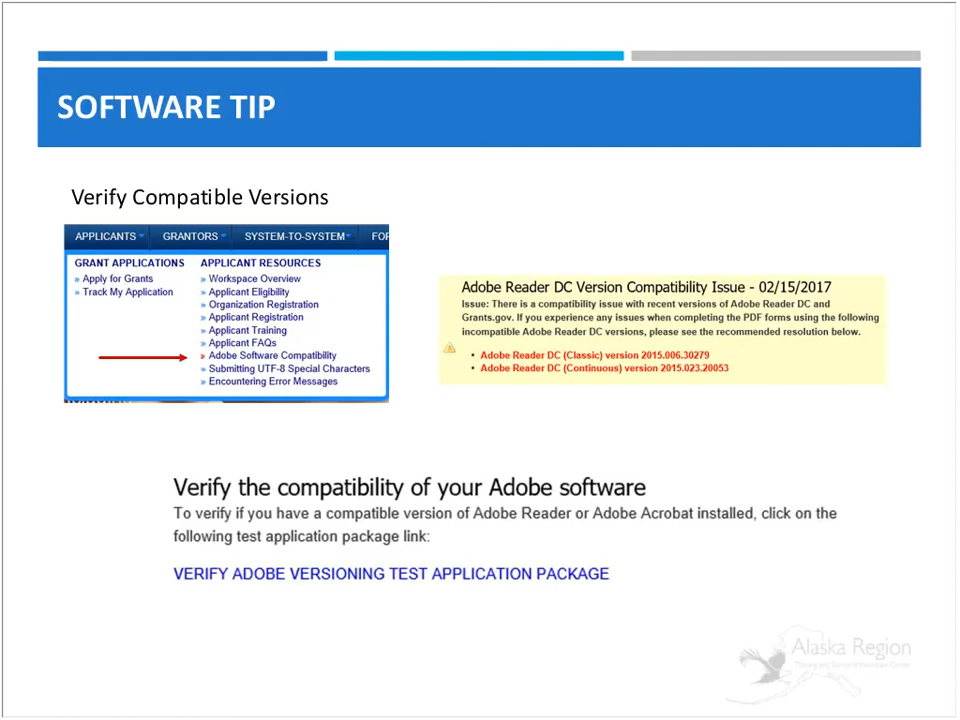 SOFTWARE TIP
Verify Compatible Versions
APPLICANTS GRANTORS SYSTEM-TO-SYSTEM FOR
GRANT APPLICATIONS
» Apply for Grants
» Track My Application
APPLICANT RESOURCES
» Workspace Overview
» Applicant Eligibility
» Organization Registration
» Applicant Registration
» Applicant Training
» Applicant FAQs
» Adobe Software Compatibility
» Submitting UTF-8 Special Characters
» Encountering Error Messages
Adobe Reader DC Version Compatibility Issue - 02/15/2017
Issue: There is a compatibility issue with recent versions of Adobe Reader DC and
Grants.gov. If you experience any issues when completing the PDF forms using the following
incompatible Adobe Reader DC versions, please see the recommended resolution below.
• Adobe Reader DC (Classic) version 2015.006.30279
• Adobe Reader DC (Continuous) version 2015.023.20053
Verify the compatibility of your Adobe software
To verify if you have a compatible version of Adobe Reader or Adobe Acrobat installed, click on the
following test application package link:
VERIFY ADOBE VERSIONING TEST APPLICATION PACKAGE
Alaska Region